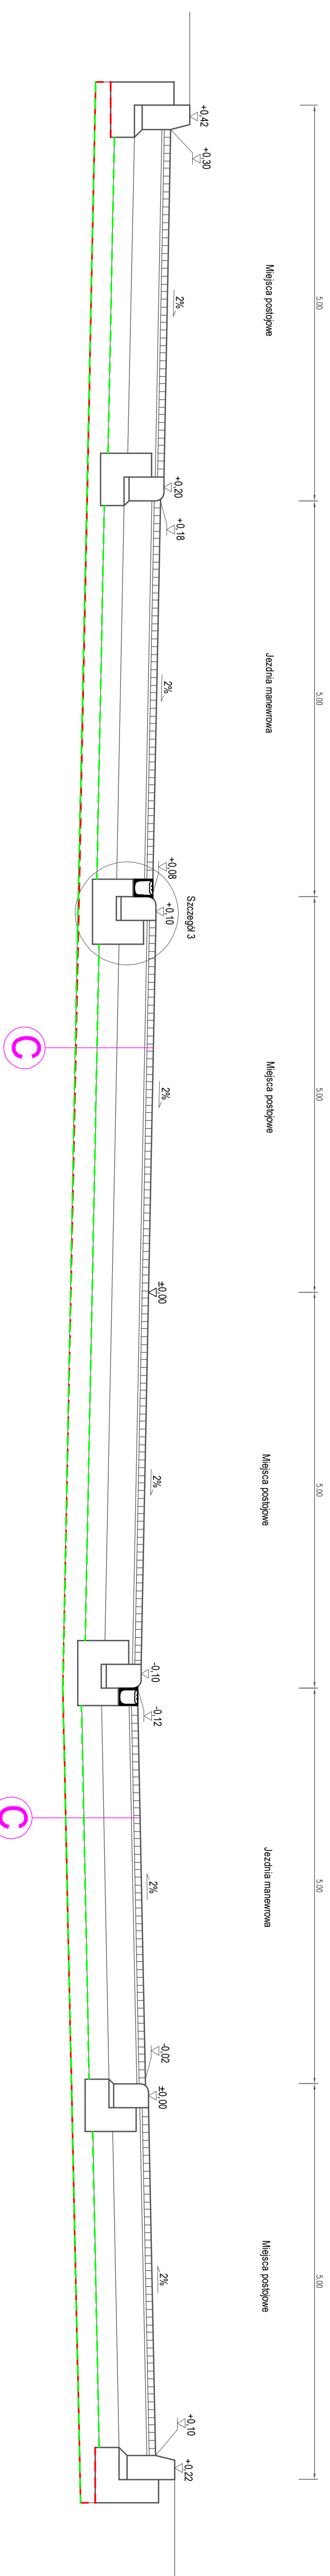 5.00
5.00
5.00
5.00
5.00
5.00
Miejsca postojowe
Jezdnia manewrowa
Miejsca postojowe
Miejsca postojowe
Jezdnia manewrowa
Miejsca postojowe
+0,42
+0,30
2%
+0,20
+0,18
2%
Szczegół 3
+0,08
+0,10
2%
±0,00
2%
-0,10
-0,12
2%
-0,02
±0,00
2%
+0,10
+0,22
C
C